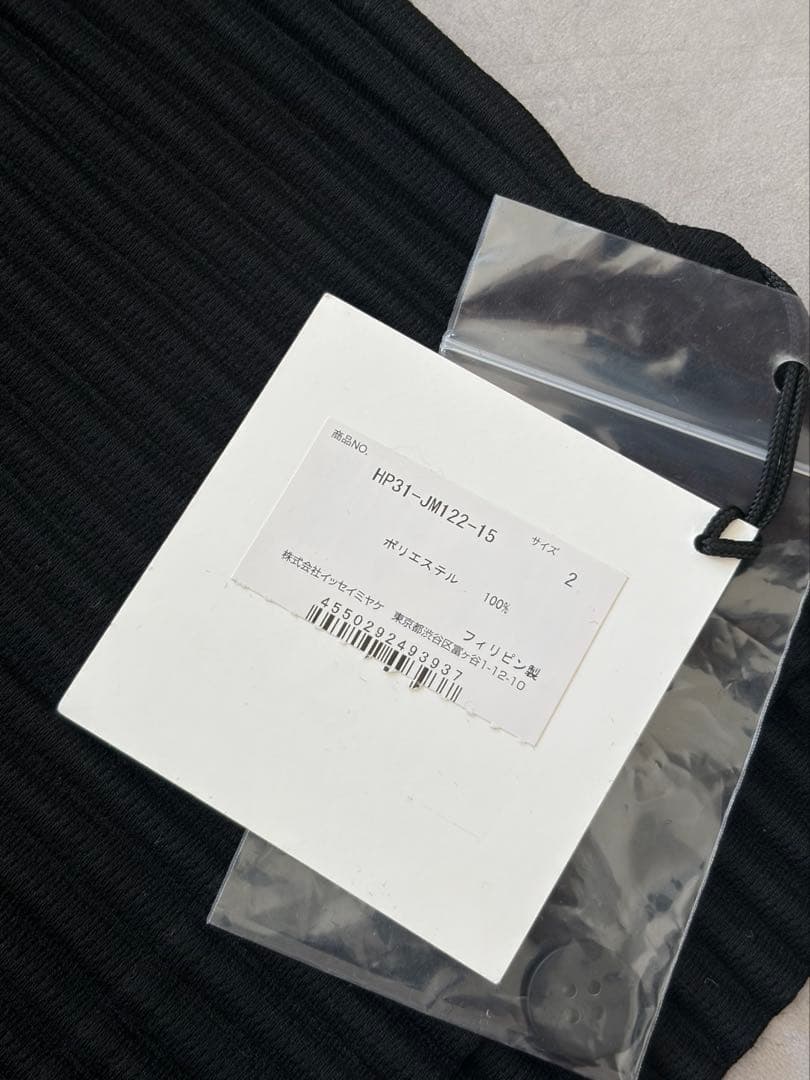 商品NO.
HP31-JM122-15
サイズ
2
ポリエステル 100%
フィリピン製
株式会社イッセイミヤケ 東京都渋谷区富ヶ谷1-12-10
4550292493937